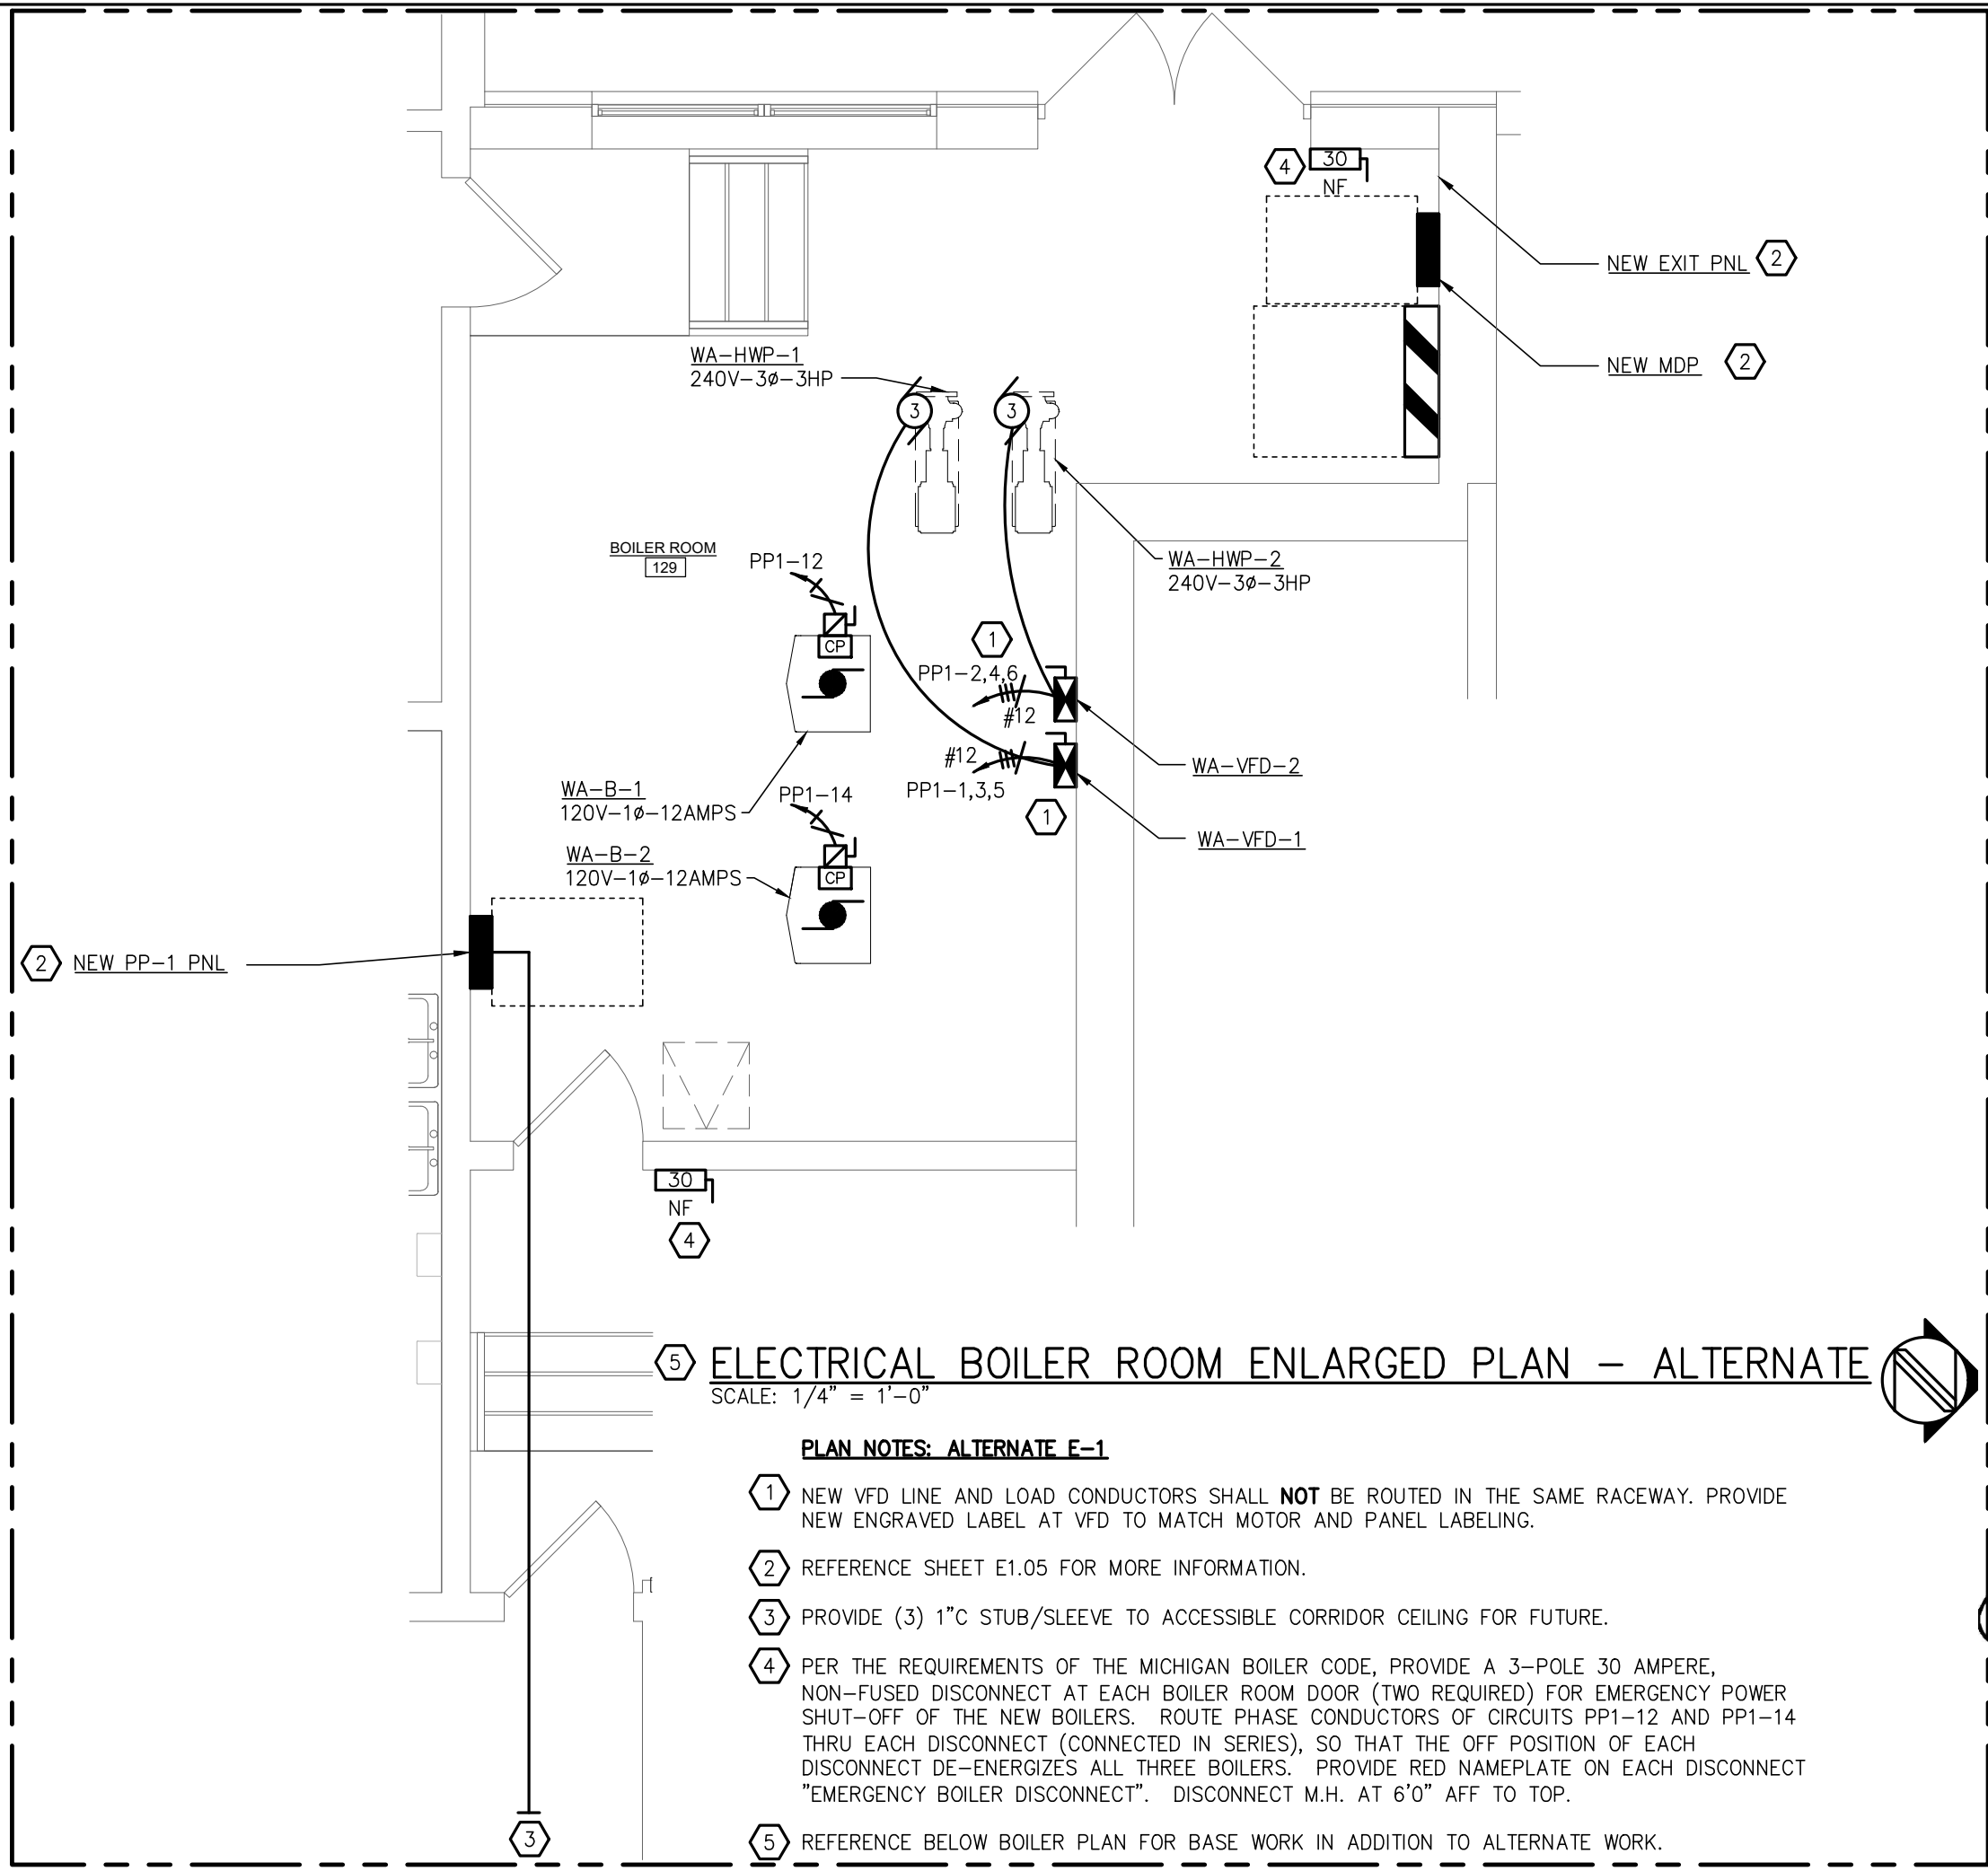 4
30
NF
NEW EXIT PNL
2
NEW MDP
2
WA-HWP-1
240V-3ø-3HP
3
3
BOILER ROOM
129
PP1-12
WA-HWP-2
240V-3ø-3HP
1
CP
PP1-2,4,6
#12
#12
PP1-1,3,5
1
WA-VFD-2
WA-VFD-1
WA-B-1
120V-1ø-12AMPS
PP1-14
WA-B-2
120V-1ø-12AMPS
CP
2
NEW PP-1 PNL
30
NF
4
5
ELECTRICAL BOILER ROOM ENLARGED PLAN - ALTERNATE
SCALE: 1/4" = 1'-0"
N
PLAN NOTES: ALTERNATE E-1
1 NEW VFD LINE AND LOAD CONDUCTORS SHALL NOT BE ROUTED IN THE SAME RACEWAY. PROVIDE
NEW ENGRAVED LABEL AT VFD TO MATCH MOTOR AND PANEL LABELING.
2 REFERENCE SHEET E1.05 FOR MORE INFORMATION.
3 PROVIDE (3) 1"C STUB/SLEEVE TO ACCESSIBLE CORRIDOR CEILING FOR FUTURE.
4 PER THE REQUIREMENTS OF THE MICHIGAN BOILER CODE, PROVIDE A 3-POLE 30 AMPERE,
NON-FUSED DISCONNECT AT EACH BOILER ROOM DOOR (TWO REQUIRED) FOR EMERGENCY POWER
SHUT-OFF OF THE NEW BOILERS. ROUTE PHASE CONDUCTORS OF CIRCUITS PP1-12 AND PP1-14
THRU EACH DISCONNECT (CONNECTED IN SERIES), SO THAT THE OFF POSITION OF EACH
DISCONNECT DE-ENERGIZES ALL THREE BOILERS. PROVIDE RED NAMEPLATE ON EACH DISCONNECT
"EMERGENCY BOILER DISCONNECT". DISCONNECT M.H. AT 6'0" AFF TO TOP.
5 REFERENCE BELOW BOILER PLAN FOR BASE WORK IN ADDITION TO ALTERNATE WORK.
3